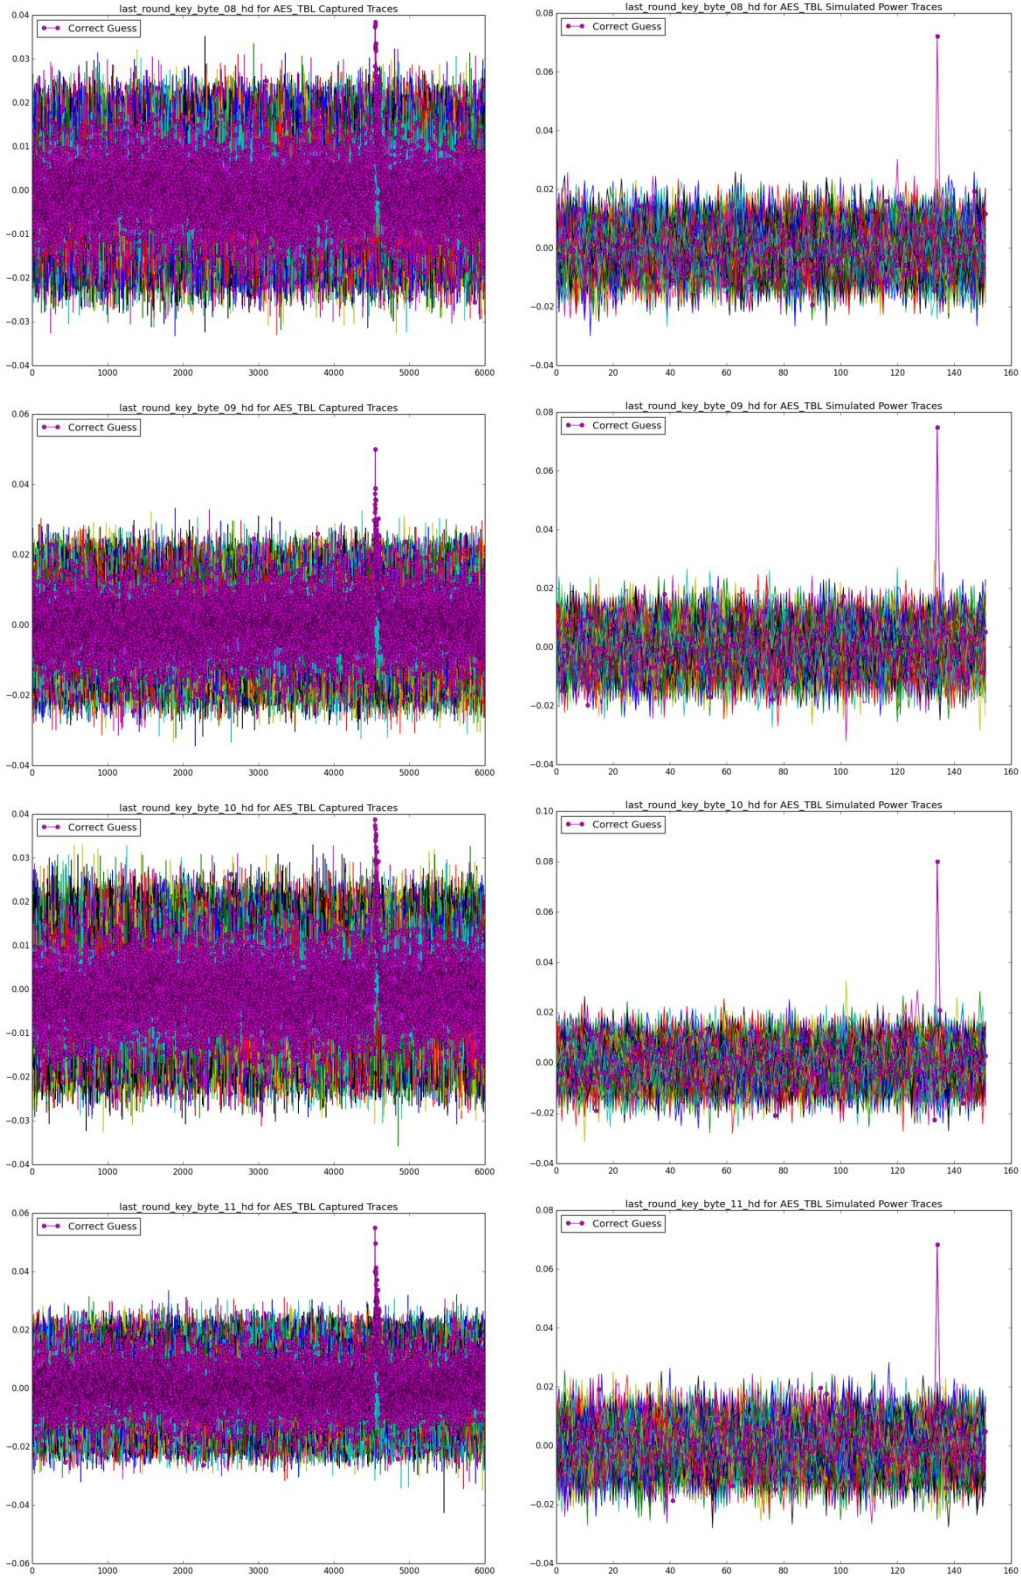 last_round_key_byte_08_hd for AES_TBL Captured Traces
0.04
0.03
0.02
0.01
0.00
−0.01
−0.02
−0.03
−0.04
Correct Guess
0 1000 2000 3000 4000 5000 6000
last_round_key_byte_08_hd for AES_TBL Simulated Power Traces
0.08
0.06
0.04
0.02
0.00
−0.02
−0.04
Correct Guess
0 20 40 60 80 100 120 140 160
last_round_key_byte_09_hd for AES_TBL Captured Traces
0.06
0.04
0.02
0.00
−0.02
−0.04
Correct Guess
0 1000 2000 3000 4000 5000 6000
last_round_key_byte_09_hd for AES_TBL Simulated Power Traces
0.08
0.06
0.04
0.02
0.00
−0.02
−0.04
Correct Guess
0 20 40 60 80 100 120 140 160
last_round_key_byte_10_hd for AES_TBL Captured Traces
0.04
0.03
0.02
0.01
0.00
−0.01
−0.02
−0.03
−0.04
Correct Guess
0 1000 2000 3000 4000 5000 6000
last_round_key_byte_10_hd for AES_TBL Simulated Power Traces
0.10
0.08
0.06
0.04
0.02
0.00
−0.02
−0.04
Correct Guess
0 20 40 60 80 100 120 140 160
last_round_key_byte_11_hd for AES_TBL Captured Traces
0.06
0.04
0.02
0.00
−0.02
−0.04
−0.06
Correct Guess
0 1000 2000 3000 4000 5000 6000
last_round_key_byte_11_hd for AES_TBL Simulated Power Traces
0.08
0.06
0.04
0.02
0.00
−0.02
−0.04
Correct Guess
0 20 40 60 80 100 120 140 160